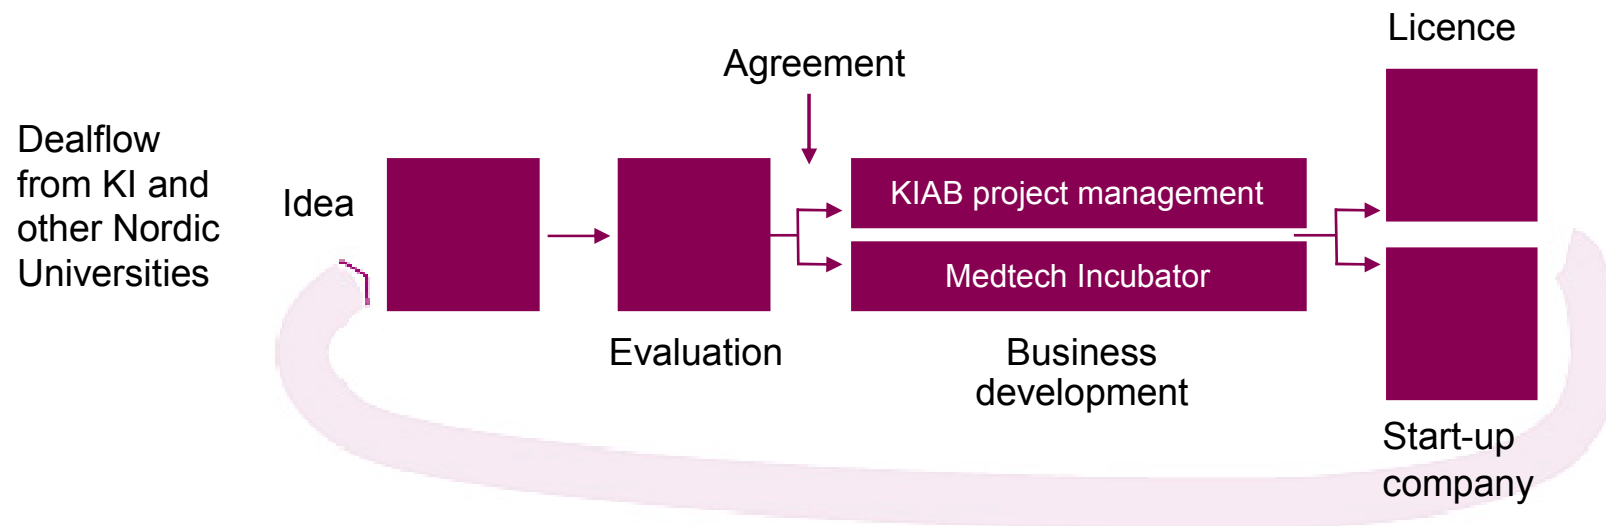 Dealflow
from KI and
other Nordic
Universities
Idea
Evaluation
Agreement
KIAB project management
Medtech Incubator
Business
development
Licence
Start-up
company